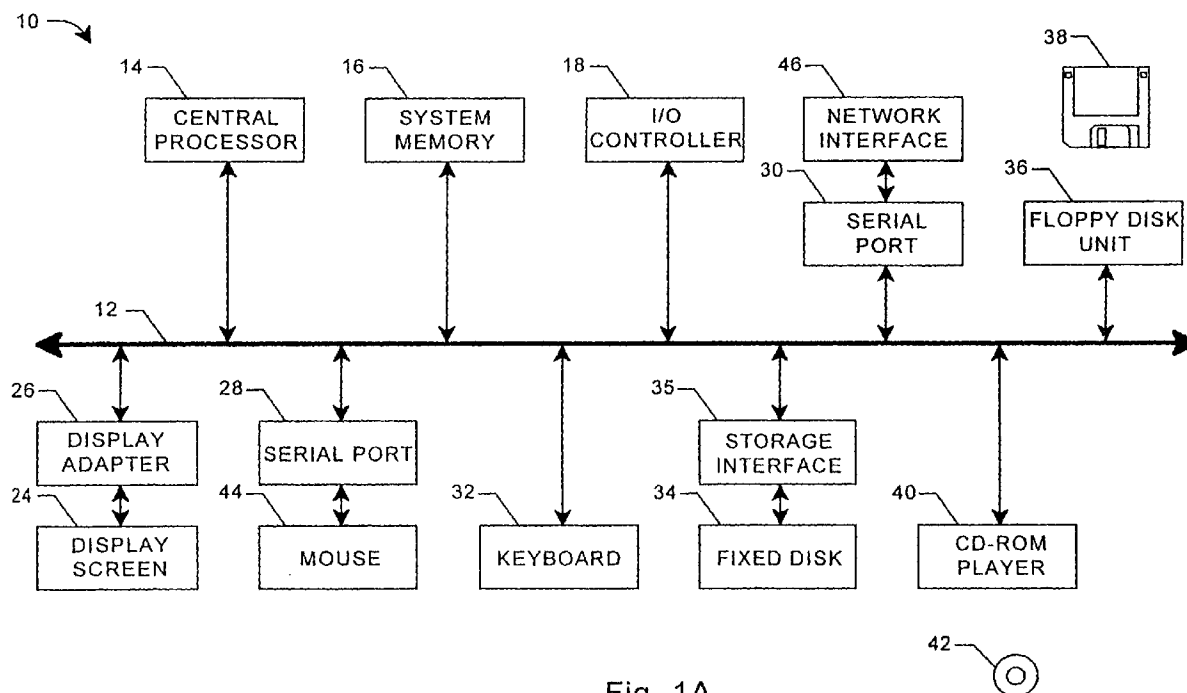 10
14
16
18
46
38
CENTRAL
PROCESSOR
SYSTEM
MEMORY
I/O
CONTROLLER
NETWORK
INTERFACE
30
36
SERIAL
PORT
FLOPPY DISK
UNIT
12
26
28
35
DISPLAY
ADAPTER
SERIAL PORT
STORAGE
INTERFACE
24
44
32
34
40
DISPLAY
SCREEN
MOUSE
KEYBOARD
FIXED DISK
CD-ROM
PLAYER
42
Fig. 1A